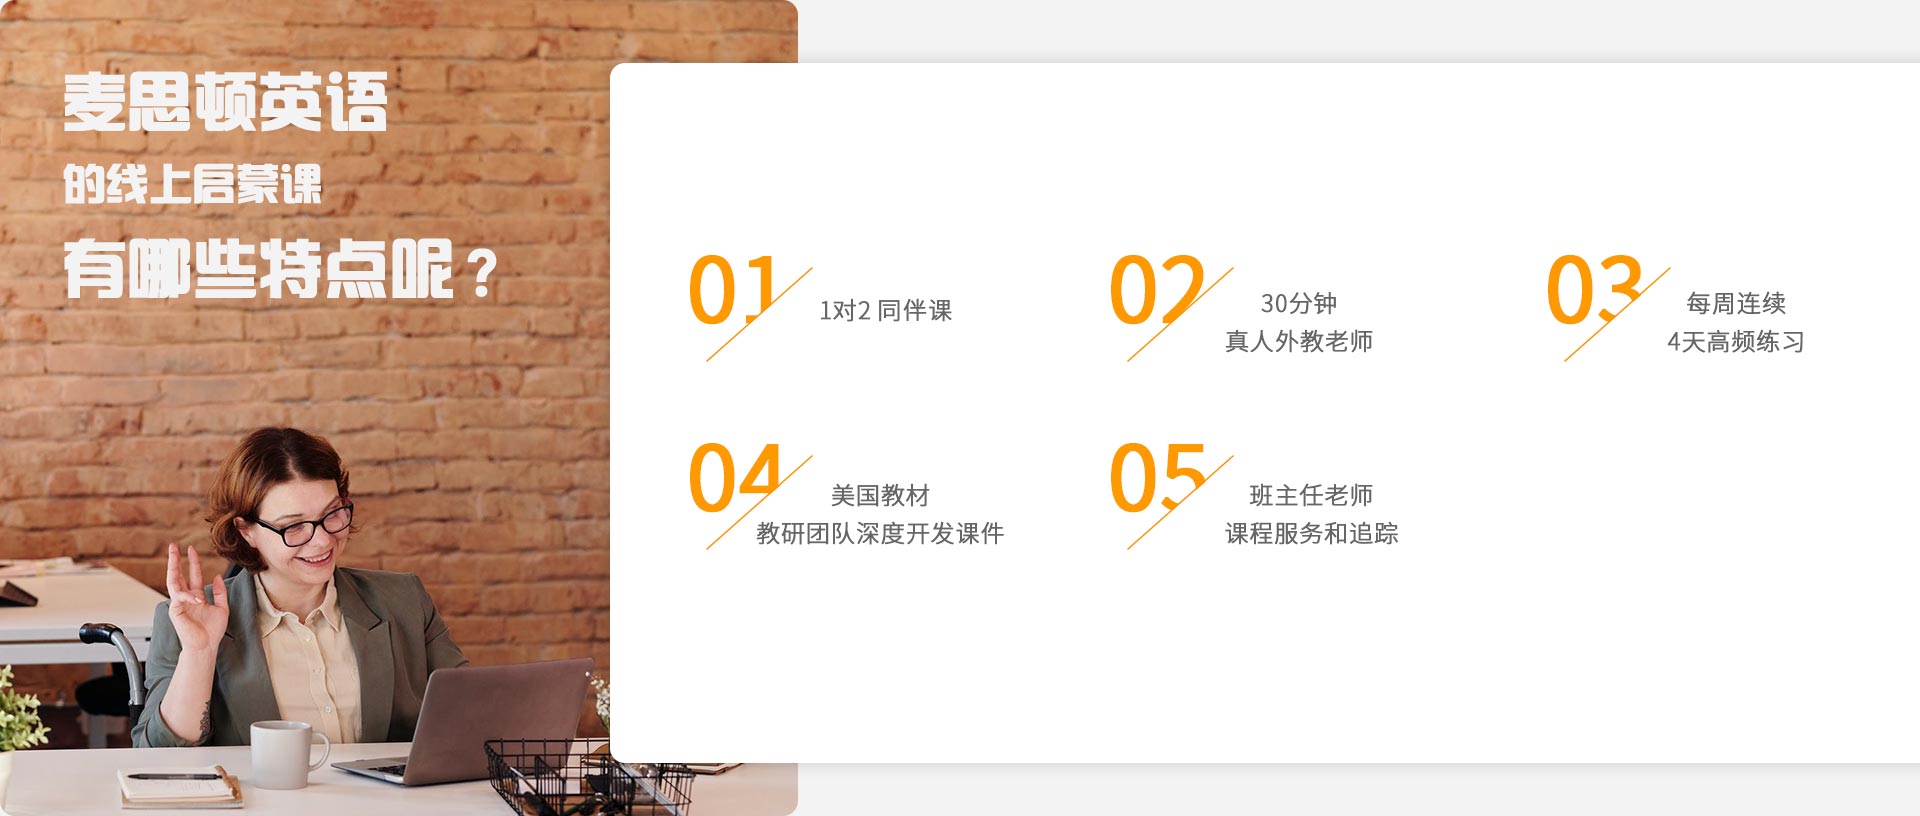 麦思顿英语
的线上启蒙课
有哪些特点呢？
01
1对2 同伴课
02
30分钟
真人外教老师
03
每周连续
4天高频练习
04
美国教材
教研团队深度开发课件
05
班主任老师
课程服务和追踪